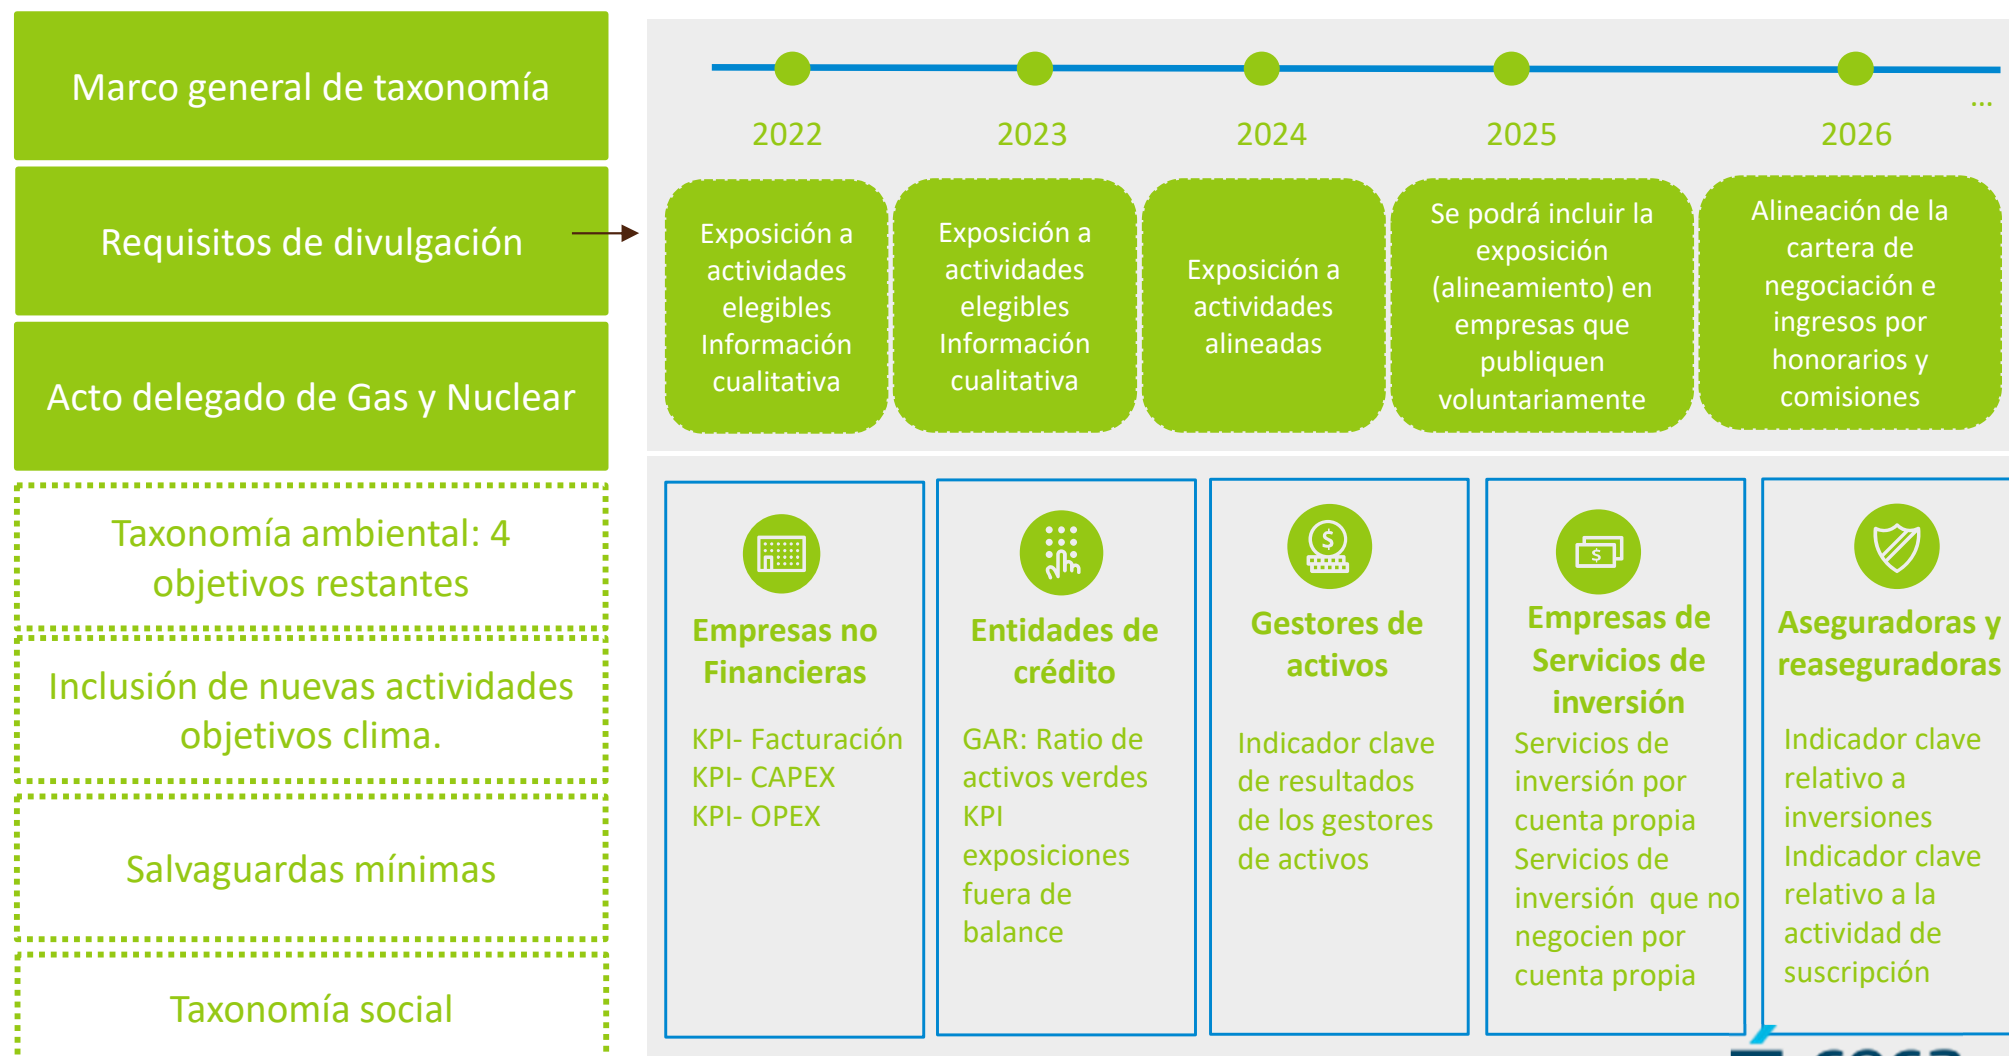 Marco general de taxonomía
Requisitos de divulgación
Acto delegado de Gas y Nuclear
Taxonomía ambiental: 4
objetivos restantes
Inclusión de nuevas actividades
objetivos clima.
Salvaguardas mínimas
Taxonomía social
...
2022
2023
2024
2025
2026
Exposición a
actividades
elegibles
Información
cualitativa
Exposición a
actividades
elegibles
Información
cualitativa
Exposición a
actividades
alineadas
Se podrá incluir la
exposición
(alineamiento) en
empresas que
publiquen
voluntariamente
Alineación de la
cartera de
negociación e
ingresos por
honorarios y
comisiones
Empresas no
Financieras
KPI- Facturación
KPI- CAPEX
KPI- OPEX
Entidades de
crédito
GAR: Ratio de
activos verdes
KPI
exposiciones
fuera de
balance
Gestores de
activos
Indicador clave
de resultados
de los gestores
de activos
Empresas de
Servicios de
inversión
Servicios de
inversión por
cuenta propia
Servicios de
inversión  que no
negocien por
cuenta propia
Aseguradoras y
reaseguradoras
Indicador clave
relativo a
inversiones
Indicador clave
relativo a la
actividad de
suscripción